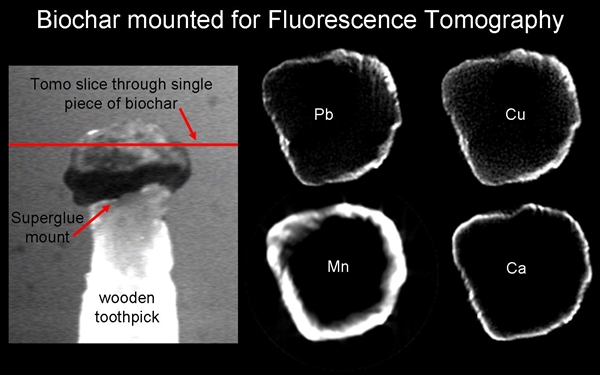 Biochar mounted for Fluorescence Tomography
Tomo slice through single
piece of biochar
Superglue
mount
wooden
toothpick
Pb
Cu
Mn
Ca